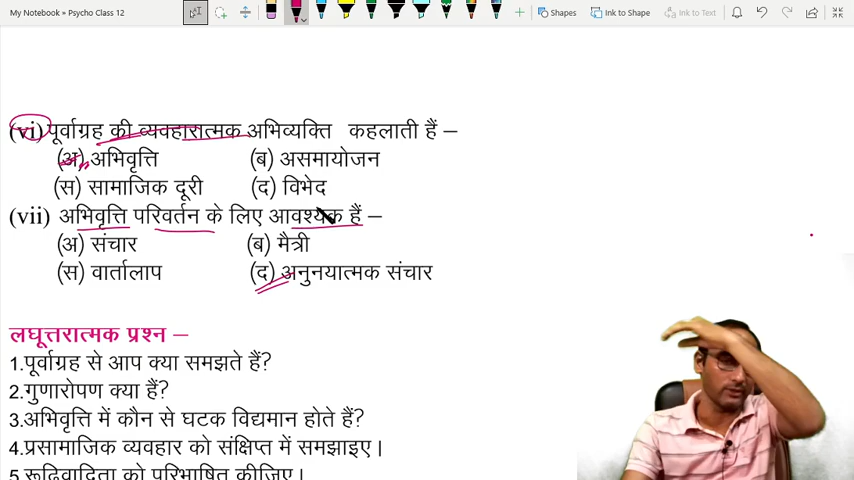 My Notebook » Psycho Class 12
Shapes Ink to Shape Ink to Text
(vi) पूर्वाग्रह की व्यवहारात्मक अभिव्यक्ति कहलाती हैं –
(अ) अभिवृत्ति (ब) असमायोजन
(स) सामाजिक दूरी (द) विभेद
(vii) अभिवृत्ति परिवर्तन के लिए आवश्यक हैं –
(अ) संचार (ब) मैत्री
(स) वार्तालाप (द) अनुनयात्मक संचार
लघूत्तरात्मक प्रश्न –
1.पूर्वाग्रह से आप क्या समझते हैं?
2.गुणारोपण क्या हैं?
3.अभिवृत्ति में कौन से घटक विद्यमान होते हैं?
4.प्रसामाजिक व्यवहार को संक्षिप्त में समझाइए।
5.रूढ़िवादिता को परिभाषित कीजिए।